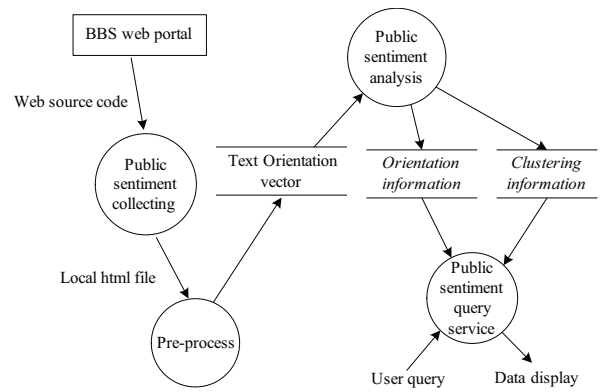 BBS web portal
Web source code
Public
sentiment
collecting
Local html file
Pre-process
Text Orientation
vector
Public
sentiment
analysis
Orientation
information
Clustering
information
Public
sentiment
query
service
User query
Data display